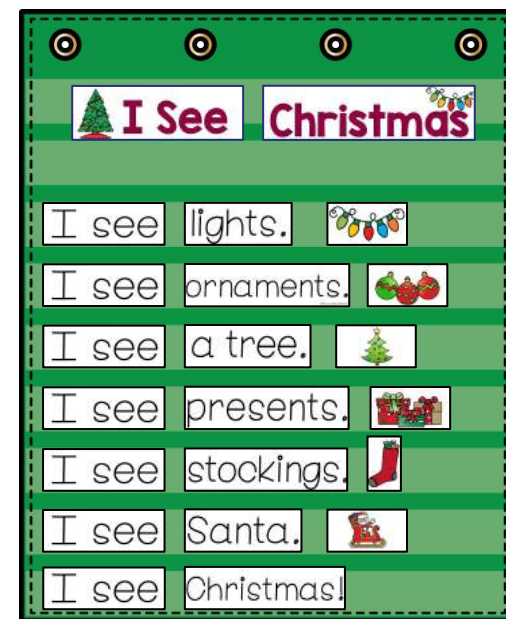 I See Christmas
I see lights.
I see ornaments.
I see a tree.
I see presents.
I see stockings.
I see Santa.
I see Christmas!